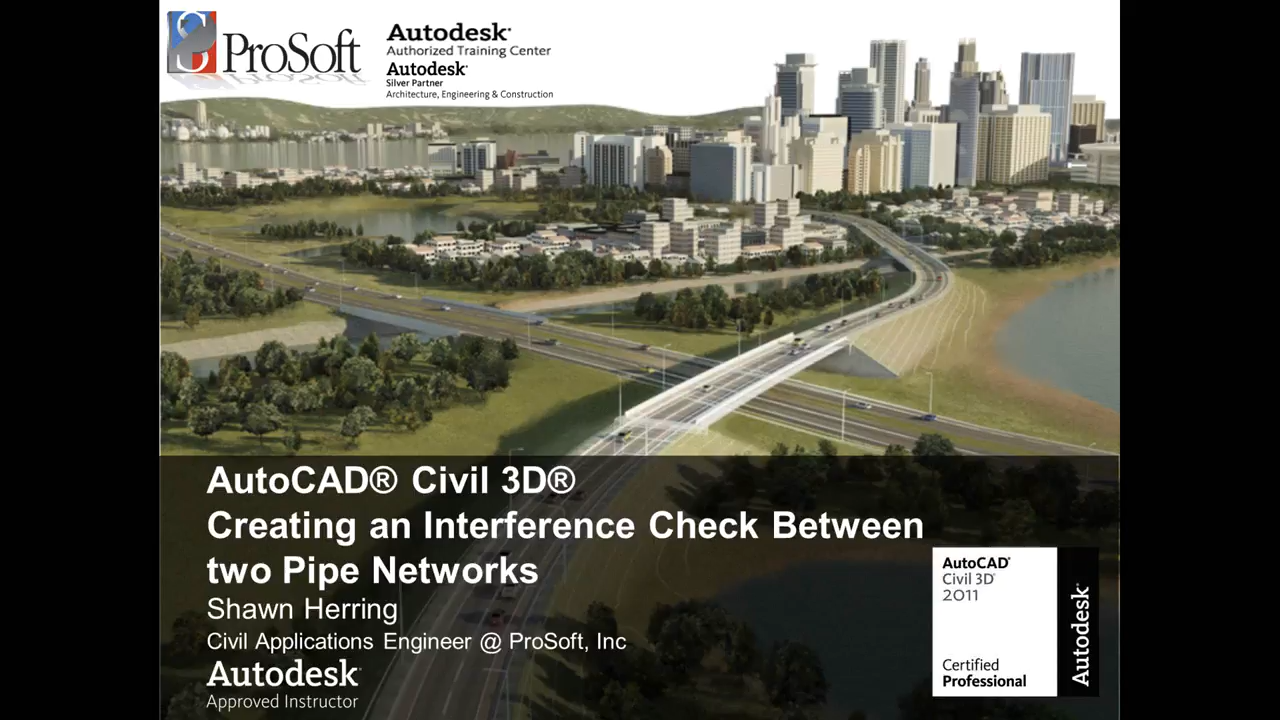 ProSoft
Autodesk®
Authorized Training Center
Autodesk®
Silver Partner
Architecture, Engineering & Construction
AutoCAD® Civil 3D®
Creating an Interference Check Between
two Pipe Networks
Shawn Herring
Civil Applications Engineer @ ProSoft, Inc
Autodesk®
Approved Instructor
AutoCAD®
Civil 3D®
2011
Certified
Professional
Autodesk®